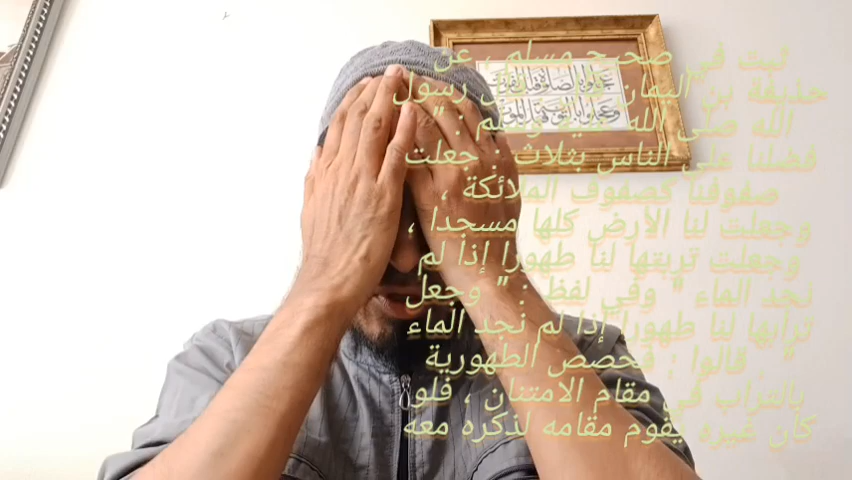 ثبت في صحيح مسلم ، عن
حذيفة بن اليمان قال رسول
الله صلى الله عليه وسلم : "
فضلنا على الناس بثلاث : جعلت
صفوفنا كصفوف الملائكة ،
وجعلت لنا الأرض كلها مسجدا ،
وجعلت تربتها لنا طهورا إذا لم
نجد الماء " وفي لفظ : " وجعل
ترابها لنا طهورا إذا لم نجد الماء
" . قالوا : فخصص الطهورية
بالتراب في مقام الامتنان ، فلو
كان غيره يقوم مقامه لذكره معه